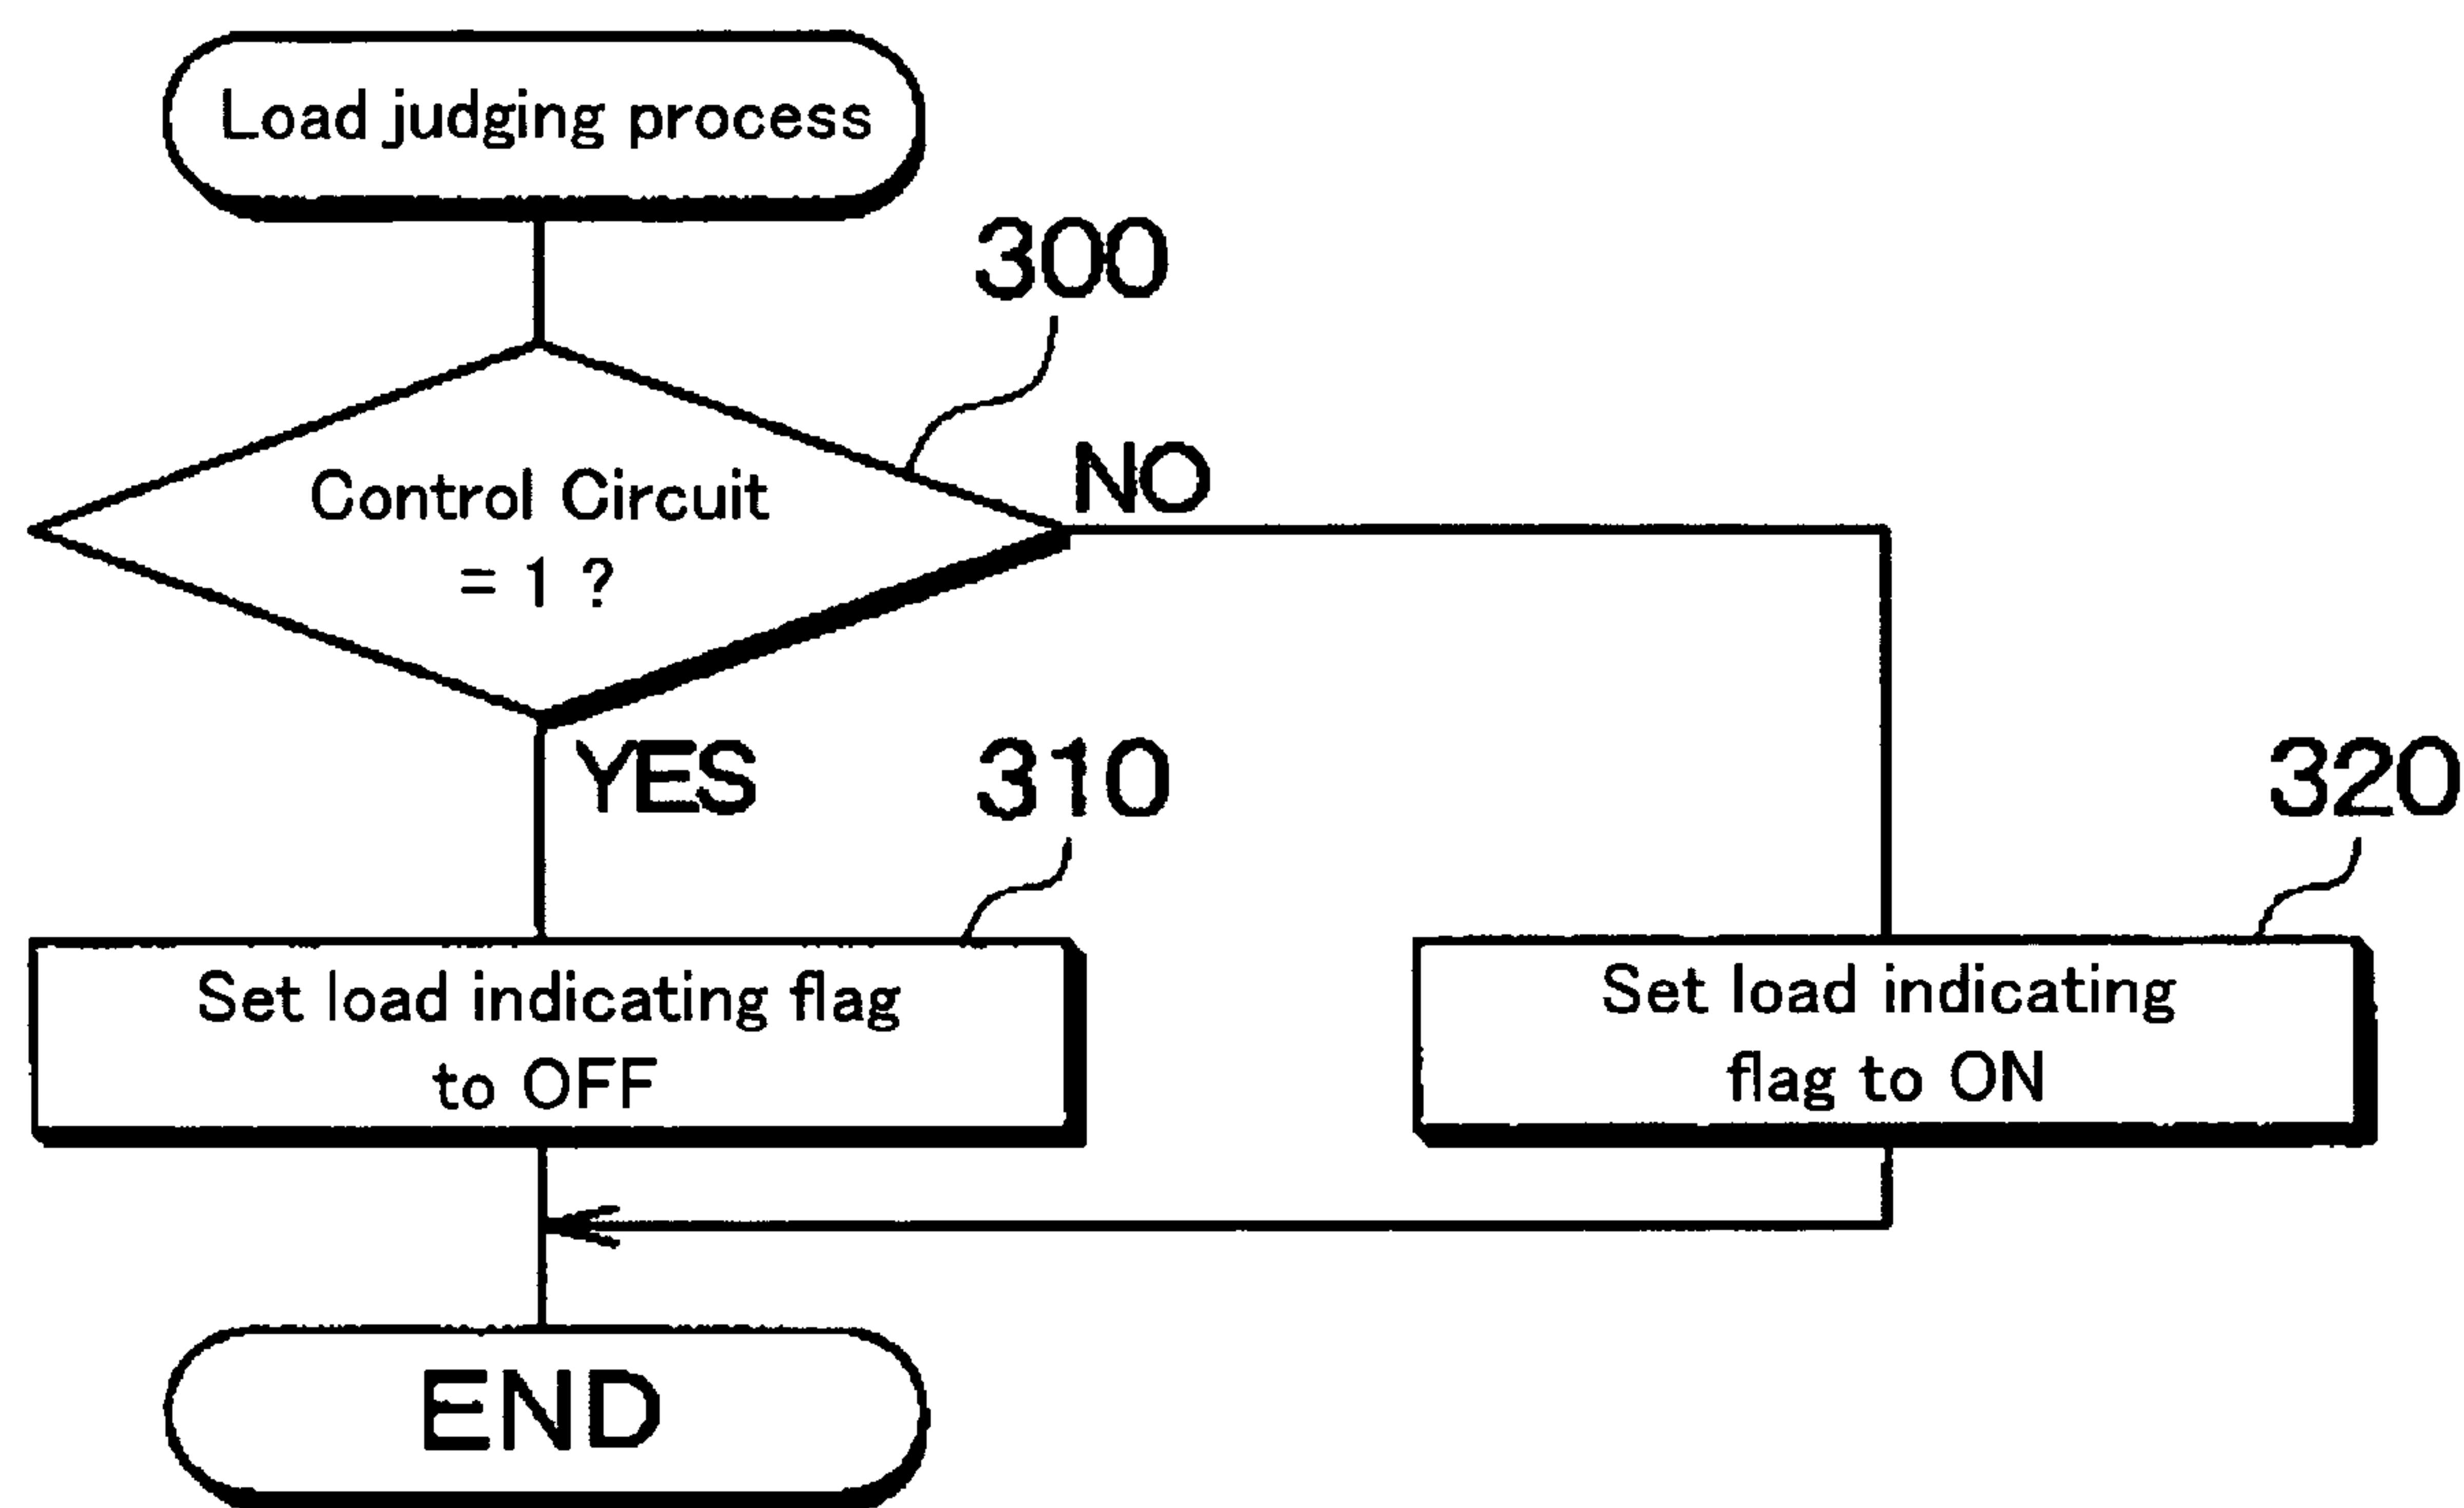 Load judging process
300
Control Circuit
= 1 ?
NO
YES
310
320
Set load indicating flag
to OFF
Set load indicating
flag to ON
END